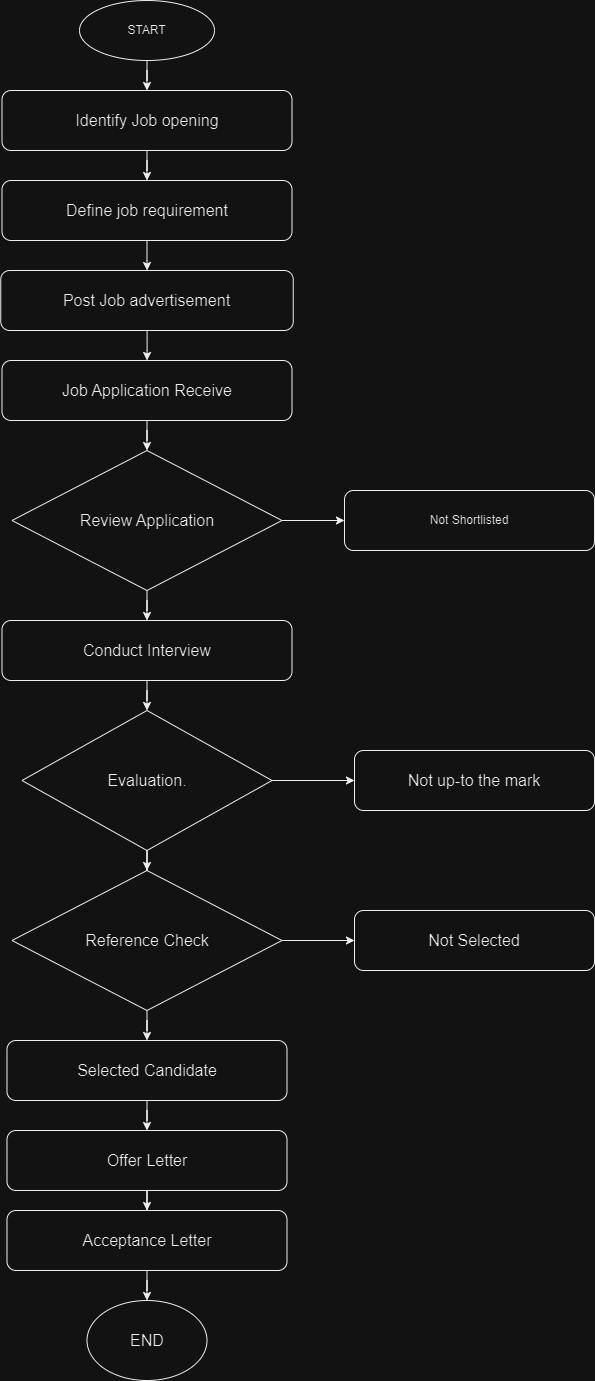 START
Identify Job opening
Define job requirement
Post Job advertisement
Job Application Receive
Review Application
Not Shortlisted
Conduct Interview
Evaluation.
Not up-to the mark
Reference Check
Not Selected
Selected Candidate
Offer Letter
Acceptance Letter
END